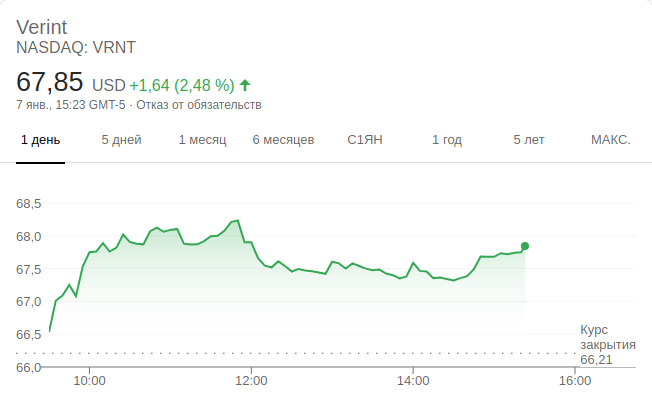 Verint
NASDAQ: VRNT
67,85 USD +1,64 (2,48 %)
7 янв., 15:23 GMT-5 · Отказ от обязательств
1 день 5 дней 1 месяц 6 месяцев С1ЯН 1 год 5 лет МАКС.
68,5
68,0
67,5
67,0
66,5
Курс
закрытия
66,21
66,0
10:00 12:00 14:00 16:00